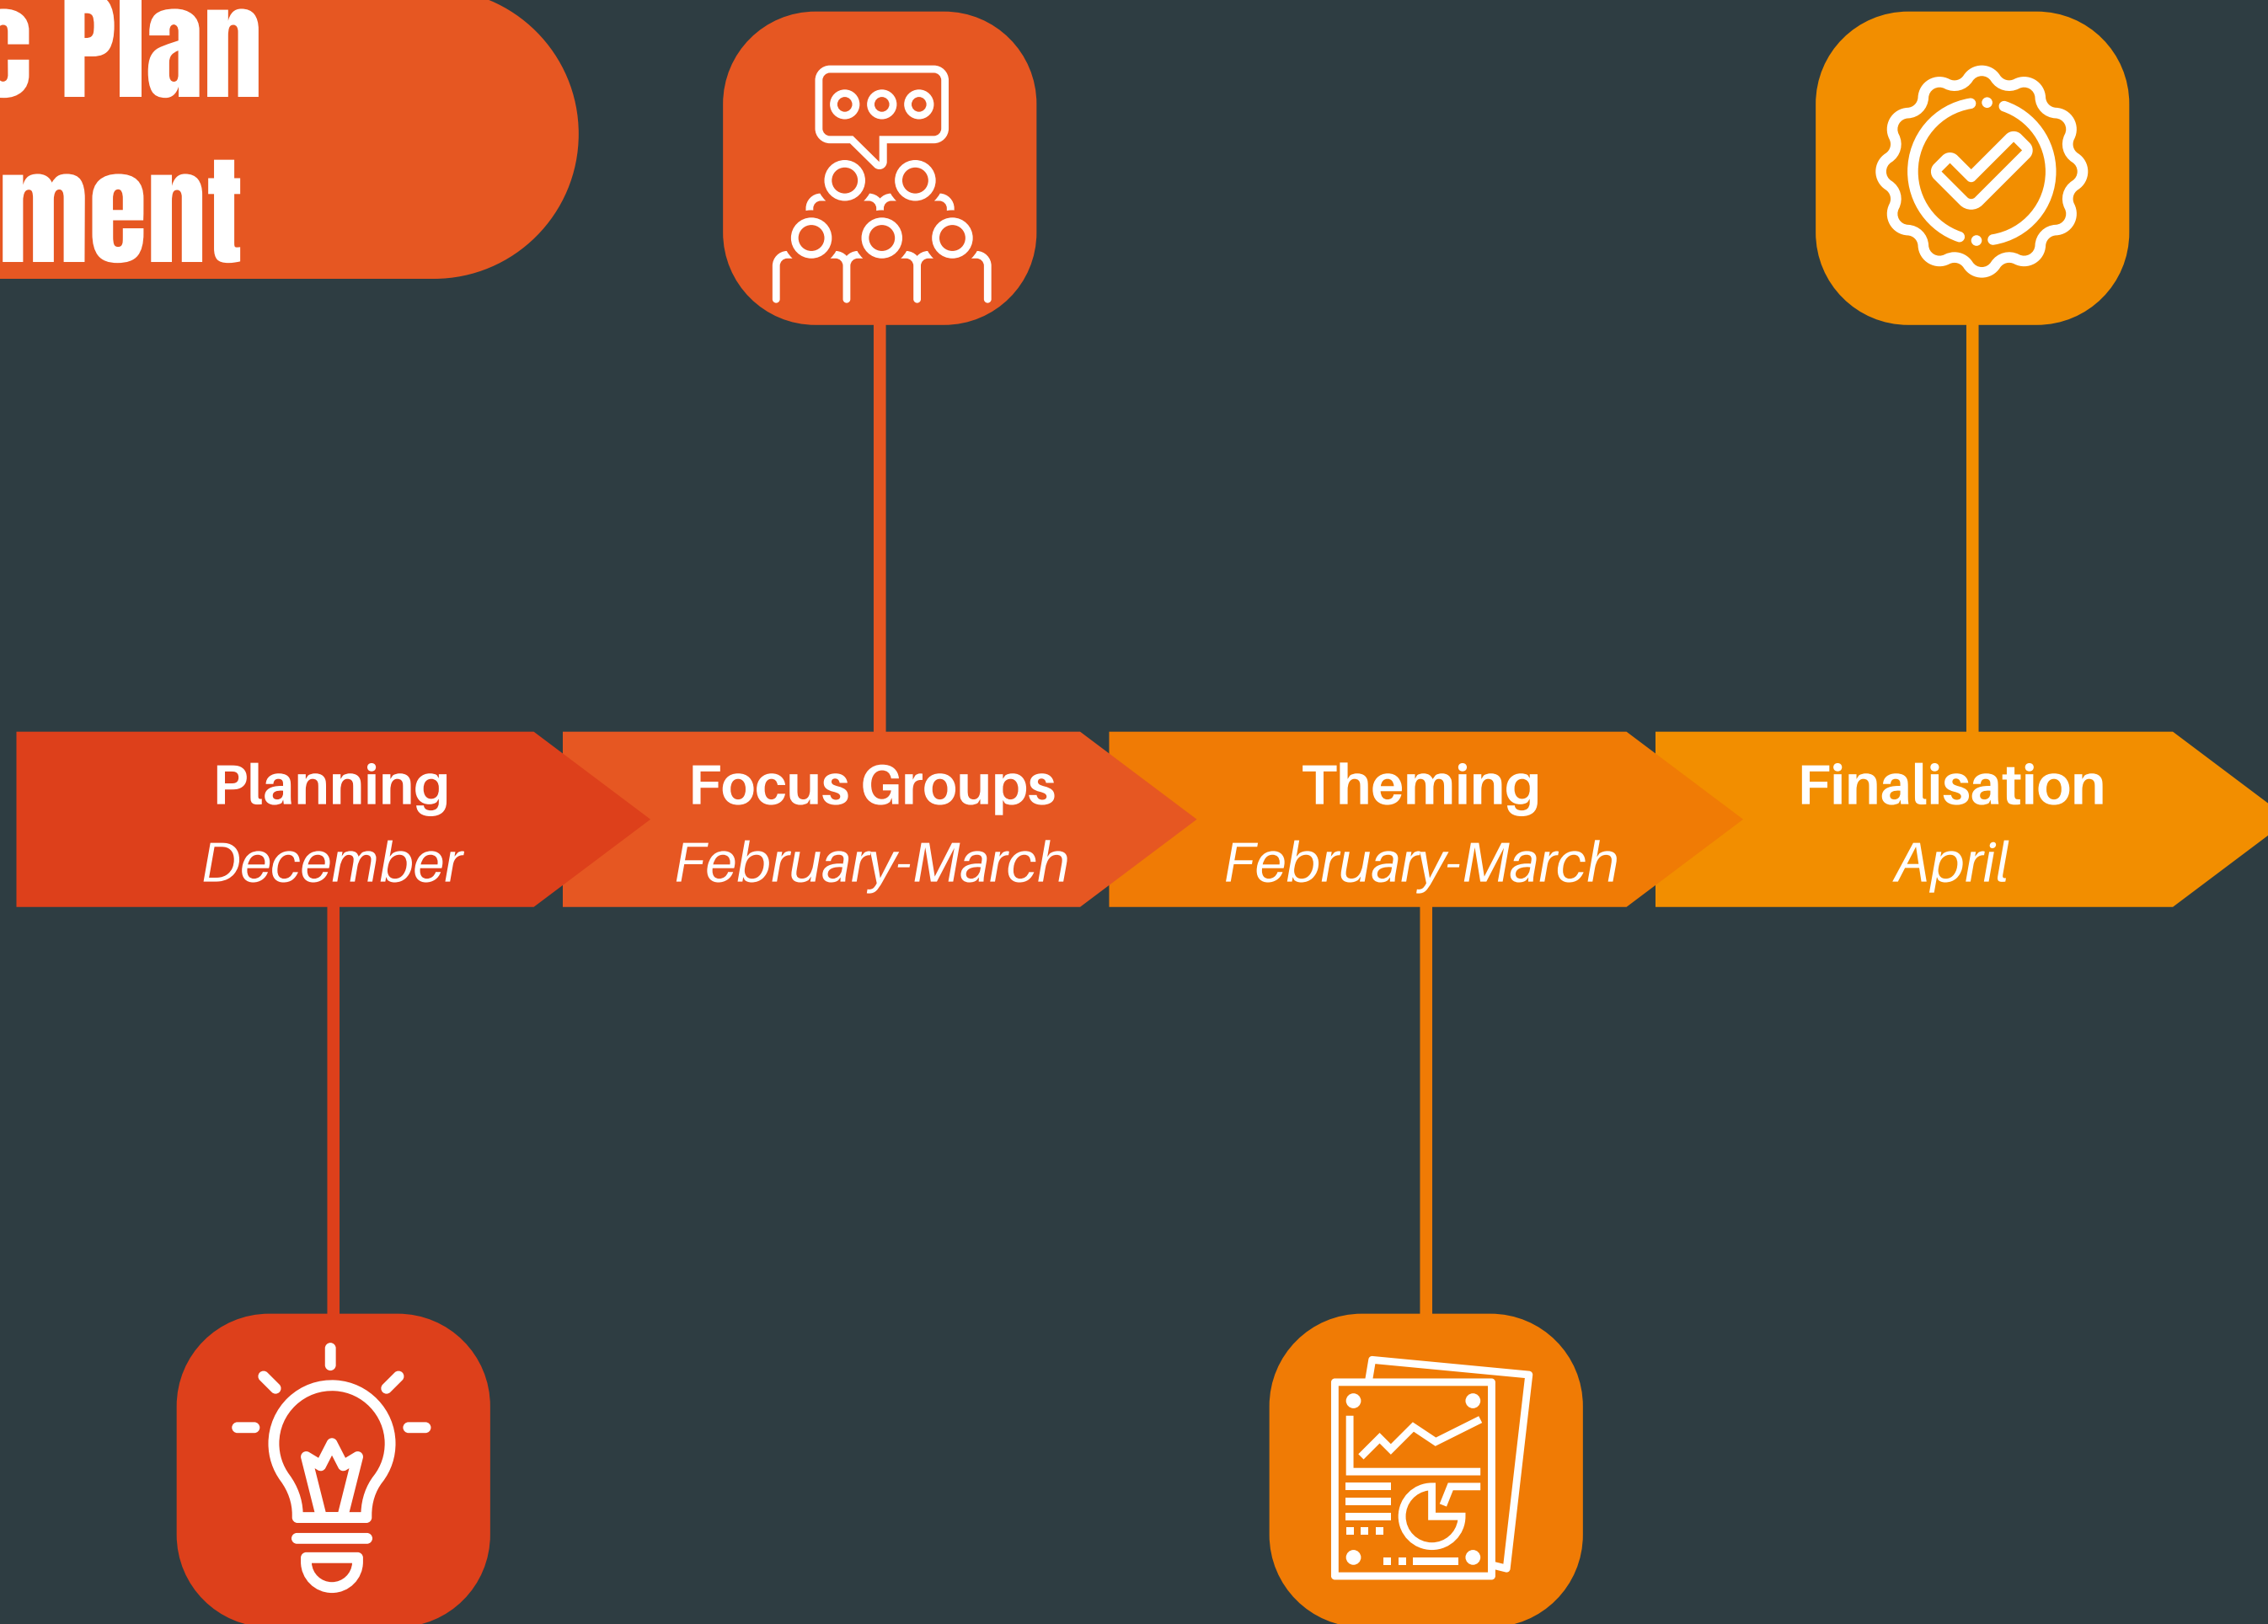 c Plan
ment
Planning
December
Focus Groups
February-March
Theming
February-March
Finalisation
April